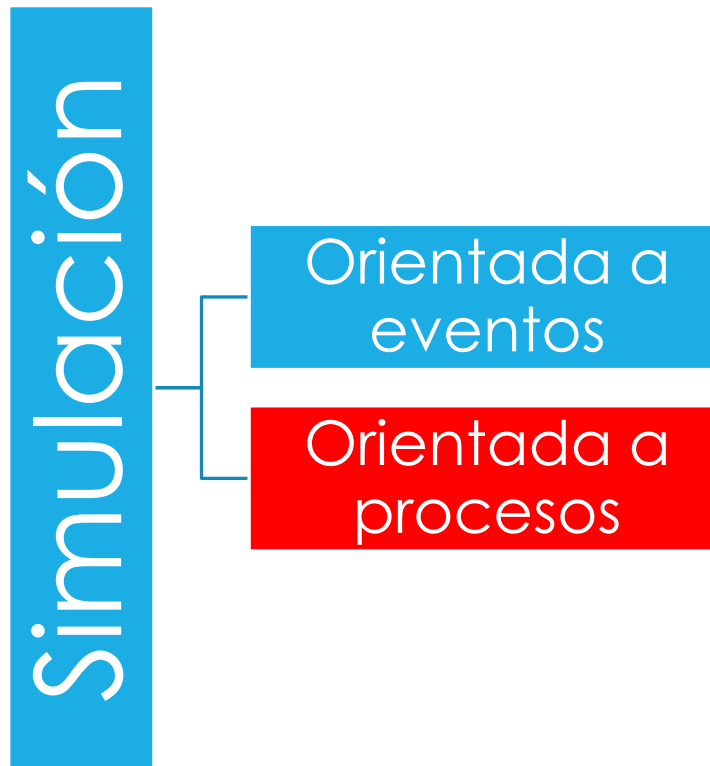 Simulación
Orientada a
eventos
Orientada a
procesos